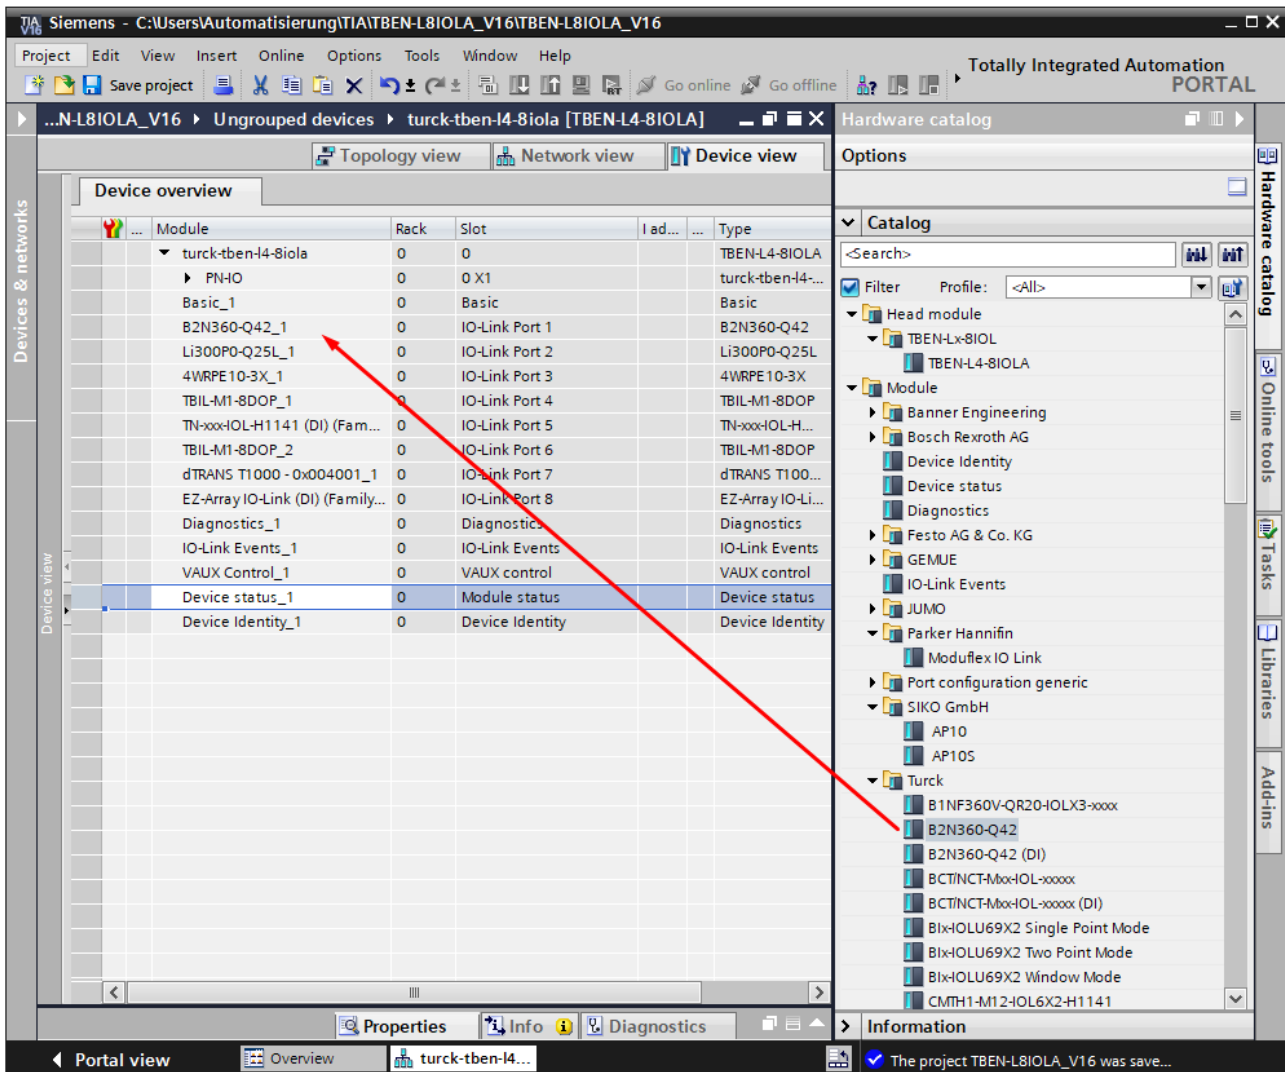 TIA V16 Siemens - C:\Users\Automatisierung\TIA\TBEN-L8IOLA_V16\TBEN-L8IOLA_V16
Project Edit View Insert Online Options Tools Window Help
Totally Integrated Automation
PORTAL
Save project Go online Go offline
...N-L8IOLA_V16 Ungrouped devices turck-tben-l4-8iola [TBEN-L4-8IOLA]
Topology view Network view Device view
Device overview
... Module Rack Slot I ad... ... Type
turck-tben-l4-8iola 0 0 TBEN-L4-8IOLA
PN-IO 0 0 X1 turck-tben-l4-...
Basic_1 0 Basic Basic
B2N360-Q42_1 0 IO-Link Port 1 B2N360-Q42
Li300P0-Q25L_1 0 IO-Link Port 2 Li300P0-Q25L
4WRPE10-3X_1 0 IO-Link Port 3 4WRPE10-3X
TBIL-M1-8DOP_1 0 IO-Link Port 4 TBIL-M1-8DOP
TN-xxx-IOL-H1141 (DI) (Fam... 0 IO-Link Port 5 TN-xxx-IOL-H...
TBIL-M1-8DOP_2 0 IO-Link Port 6 TBIL-M1-8DOP
dTRANS T1000 - 0x004001_1 0 IO-Link Port 7 dTRANS T100...
EZ-Array IO-Link (DI) (Family... 0 IO-Link Port 8 EZ-Array IO-Li...
Diagnostics_1 0 Diagnostics Diagnostics
IO-Link Events_1 0 IO-Link Events IO-Link Events
VAUX Control_1 0 VAUX control VAUX control
Device status_1 0 Module status Device status
Device Identity_1 0 Device Identity Device Identity
Devices & networks
Device view
Properties Info Diagnostics
Hardware catalog
Options
Catalog
<Search>
Filter Profile: <All>
Head module
TBEN-Lx-8IOL
TBEN-L4-8IOLA
Module
Banner Engineering
Bosch Rexroth AG
Device Identity
Device status
Diagnostics
Festo AG & Co. KG
GEMUE
IO-Link Events
JUMO
Parker Hannifin
Moduflex IO Link
Port configuration generic
SIKO GmbH
AP10
AP10S
Turck
B1NF360V-QR20-IOLX3-xxxx
B2N360-Q42
B2N360-Q42 (DI)
BCT/NCT-Mxx-IOL-xxxxx
BCT/NCT-Mxx-IOL-xxxxx (DI)
BIx-IOLU69X2 Single Point Mode
BIx-IOLU69X2 Two Point Mode
BIx-IOLU69X2 Window Mode
CMTH1-M12-IOL6X2-H1141
Information
Hardware catalog
Online tools
Tasks
Libraries
Add-ins
Portal view Overview turck-tben-l4... The project TBEN-L8IOLA_V16 was save...